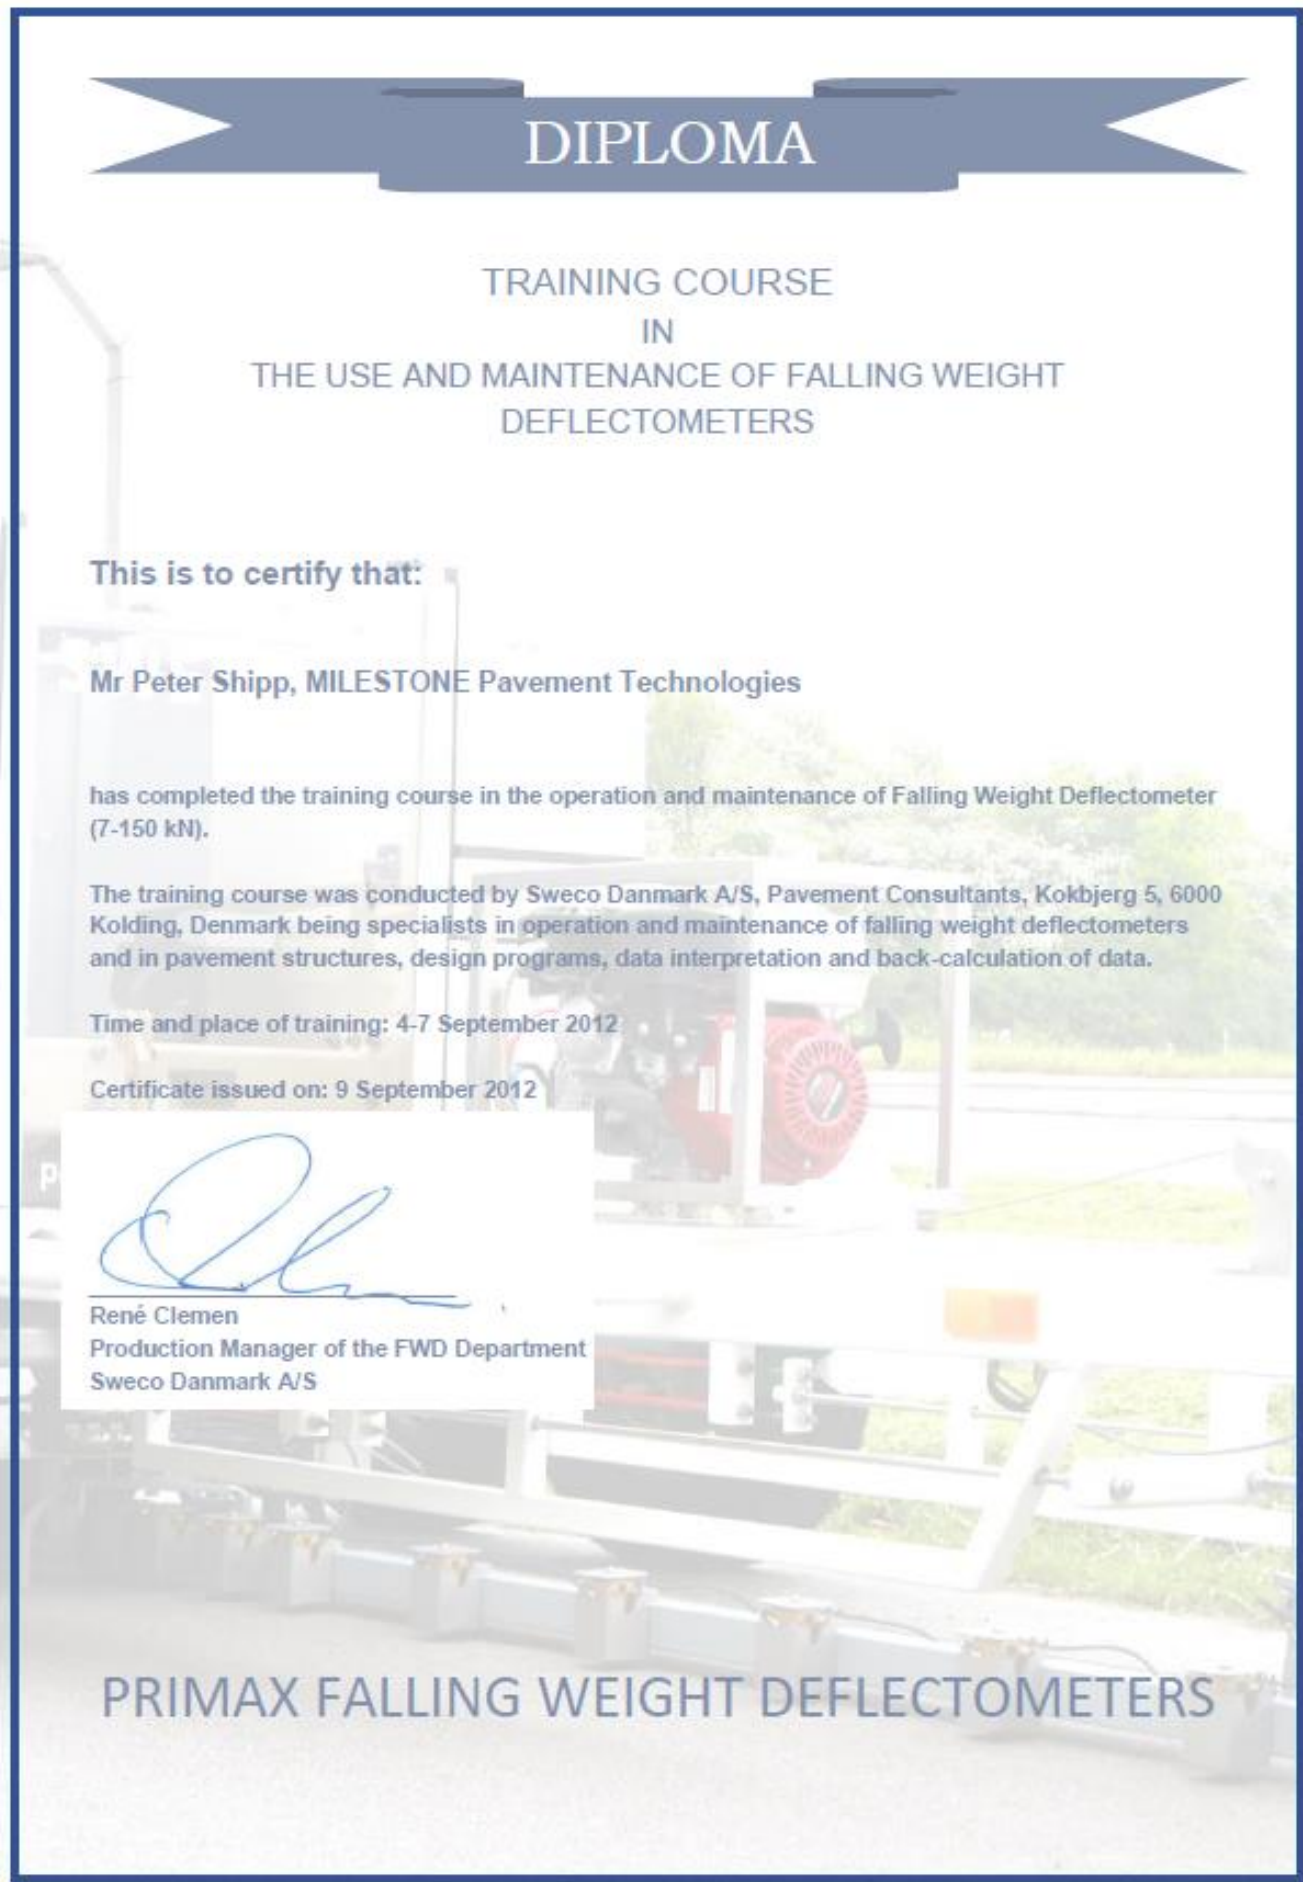 DIPLOMA
TRAINING COURSE
IN
THE USE AND MAINTENANCE OF FALLING WEIGHT
DEFLECTOMETERS
This is to certify that:
Mr Peter Shipp, MILESTONE Pavement Technologies
has completed the training course in the operation and maintenance of Falling Weight Deflectometer
(7-150 kN).
The training course was conducted by Sweco Danmark A/S, Pavement Consultants, Kokbjerg 5, 6000
Kolding, Denmark being specialists in operation and maintenance of falling weight deflectometers
and in pavement structures, design programs, data interpretation and back-calculation of data.
Time and place of training: 4-7 September 2012
Certificate issued on: 9 September 2012
René Clemen
Production Manager of the FWD Department
Sweco Danmark A/S
PRIMAX FALLING WEIGHT DEFLECTOMETERS